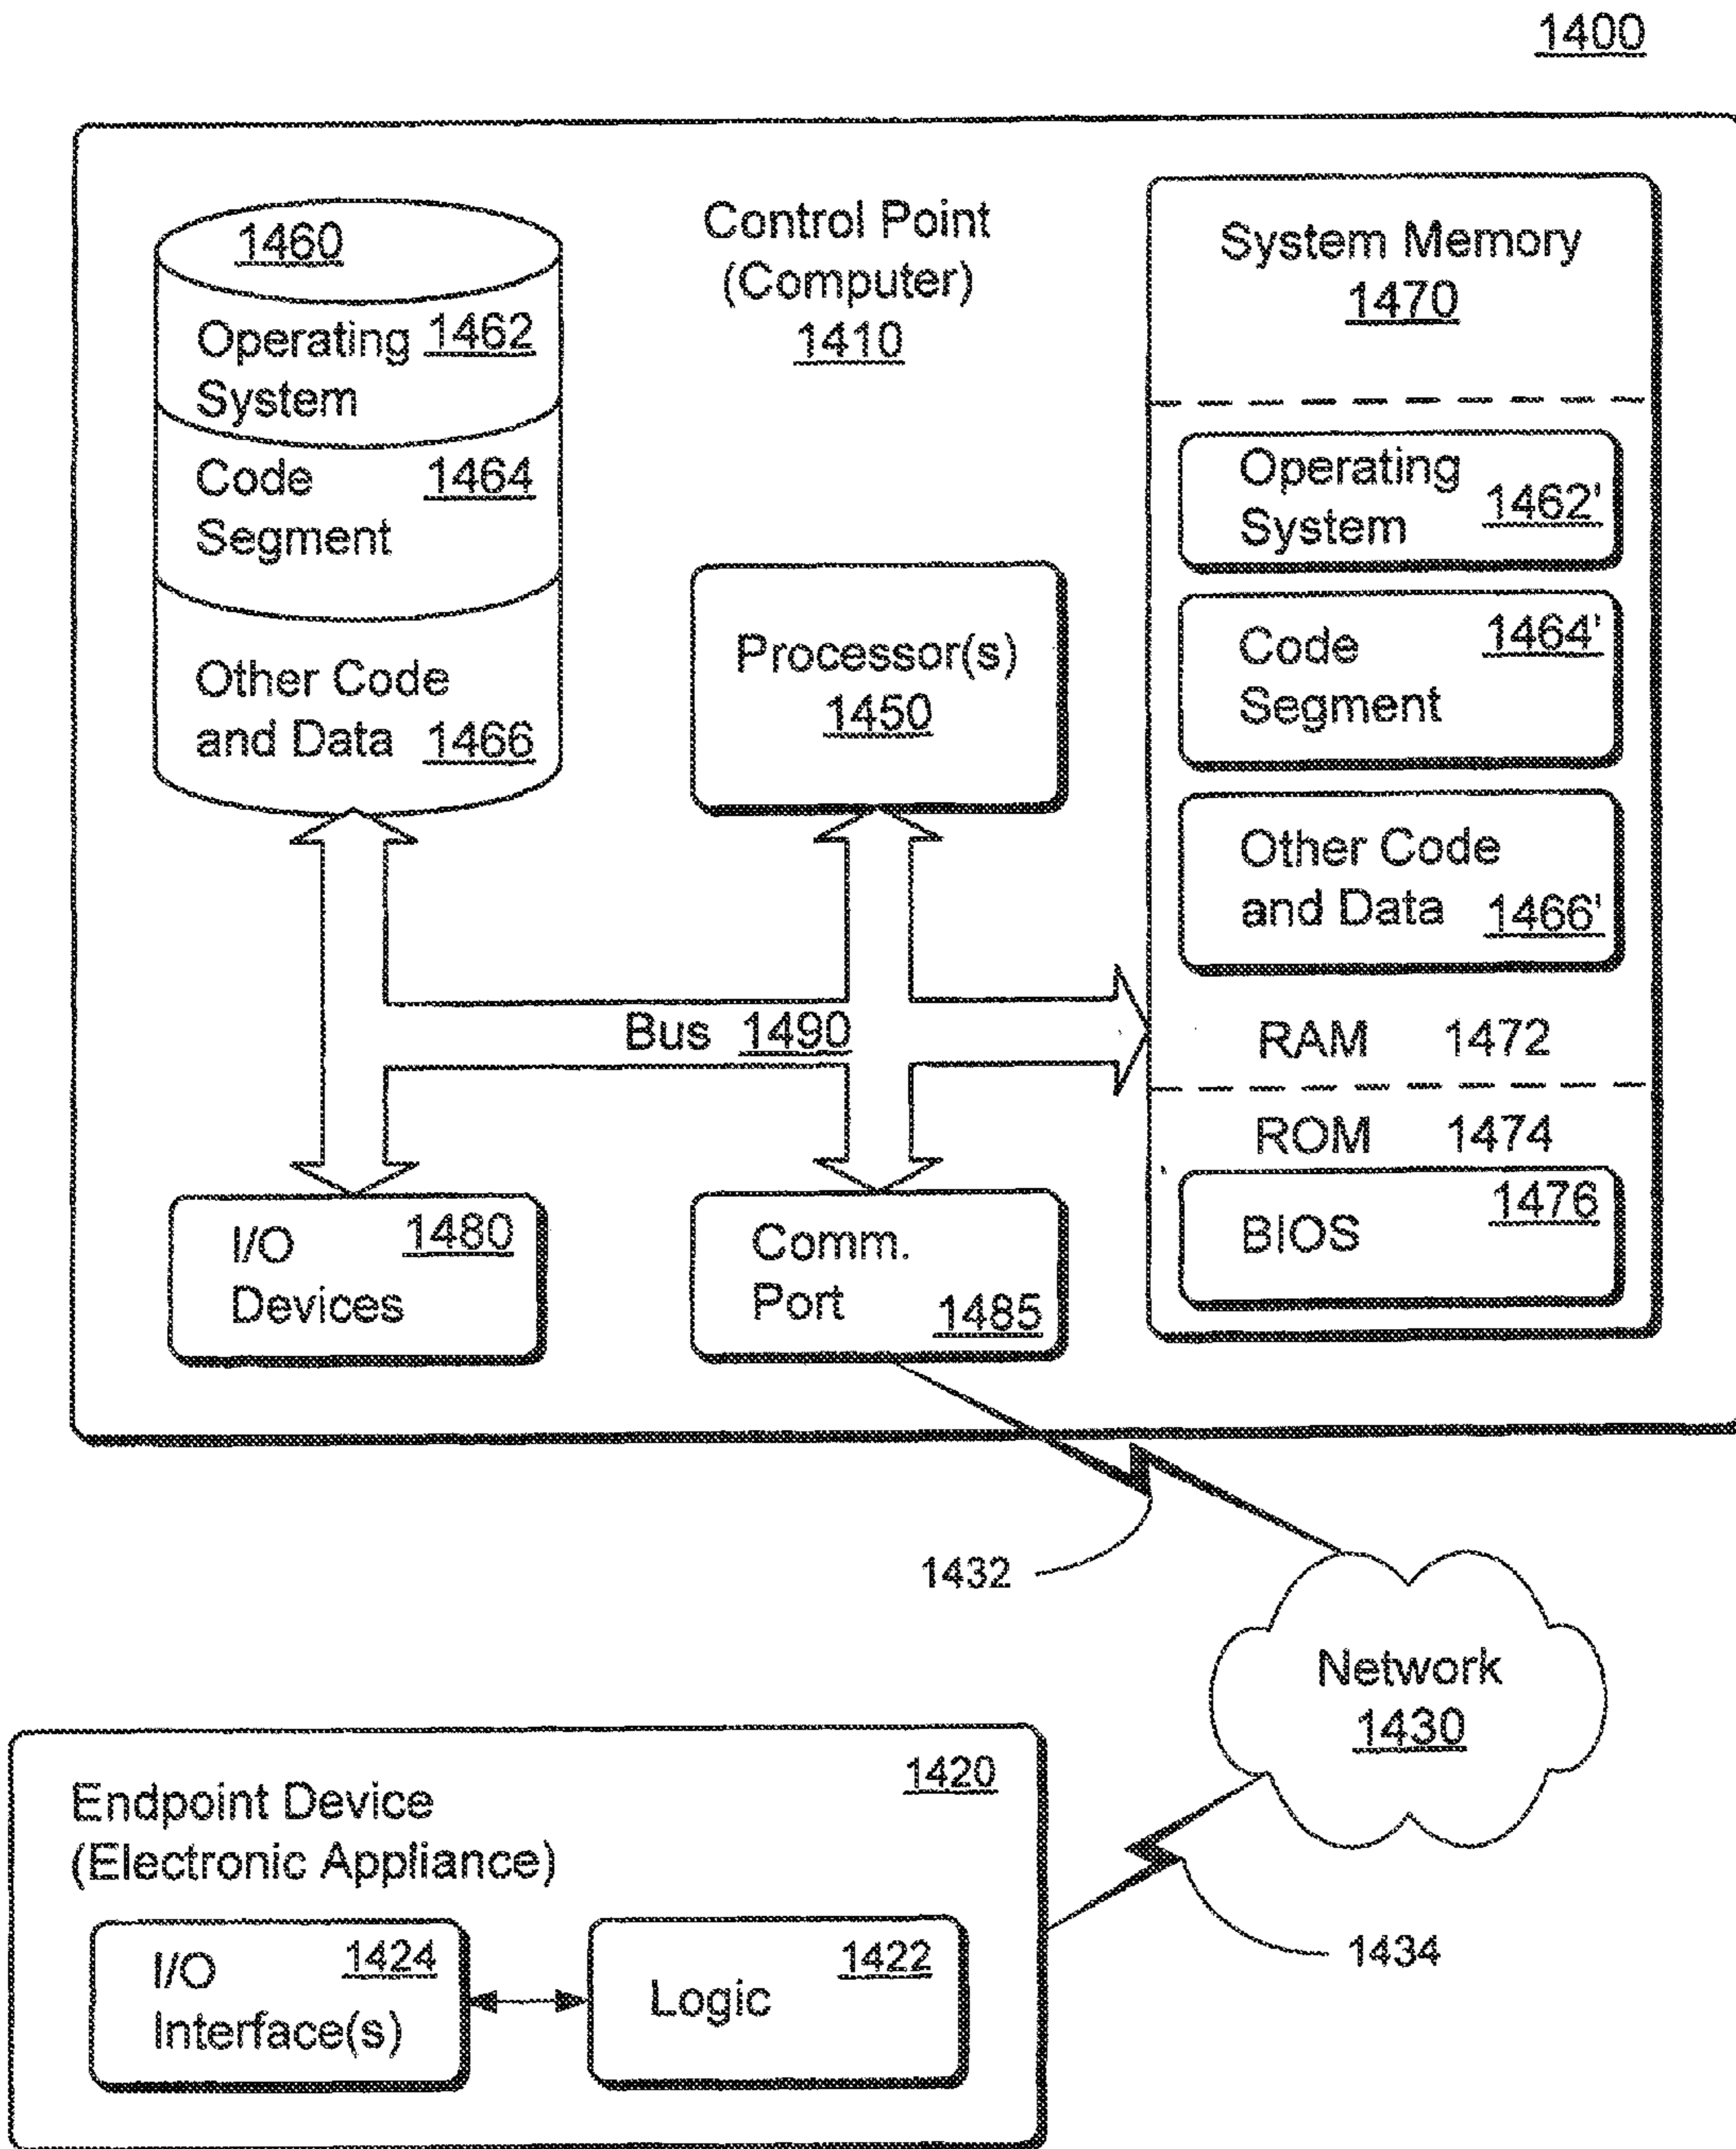 1400
1460
Operating 1462
System
Code 1464
Segment
Other Code
and Data 1466
Control Point
(Computer)
1410
System Memory
1470
Operating
System 1462'
Code 1464'
Segment
Other Code
and Data 1466'
RAM 1472
ROM 1474
BIOS 1476
Processor(s)
1450
Bus 1490
I/O 1480
Devices
Comm.
Port 1485
1432
Network
1430
1434
Endpoint Device 1420
(Electronic Appliance)
I/O 1424
Interface(s)
Logic 1422